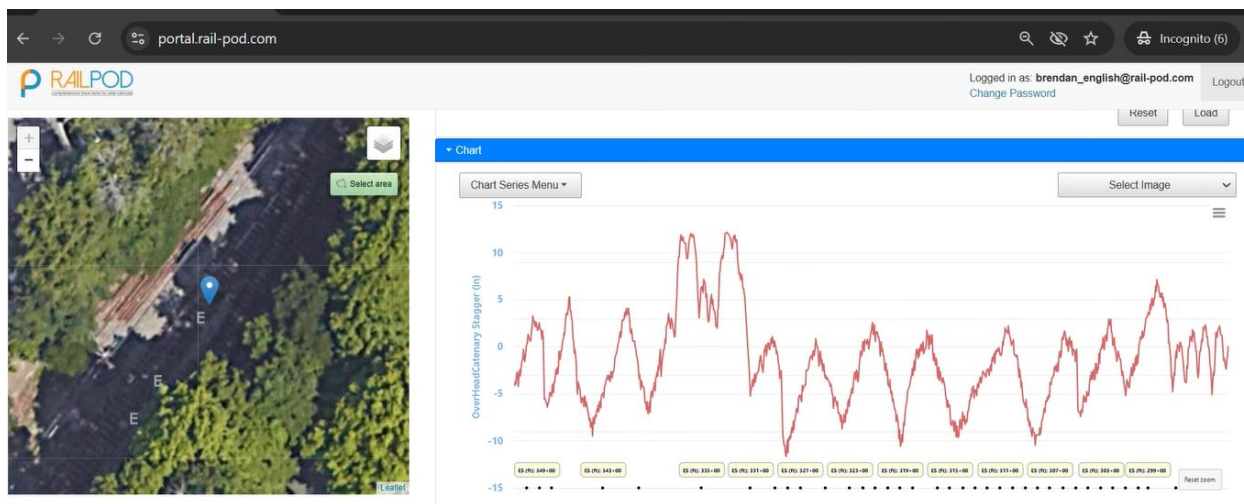 portal.rail-pod.com
Incognito (6)
RAILPOD
Logged in as: brendan_english@rail-pod.com
Change Password
Logout
+
−
Select area
E
E
E
Leaflet
Reset
Load
Chart
Chart Series Menu
Select Image
OverHeadCatenary Stagger (in)
15
10
5
0
-5
-10
-15
ES (ft): 349+00
ES (ft): 343+00
ES (ft): 335+00
ES (ft): 331+00
ES (ft): 327+00
ES (ft): 323+00
ES (ft): 319+00
ES (ft): 315+00
ES (ft): 311+00
ES (ft): 307+00
ES (ft): 303+00
ES (ft): 299+00
Reset zoom